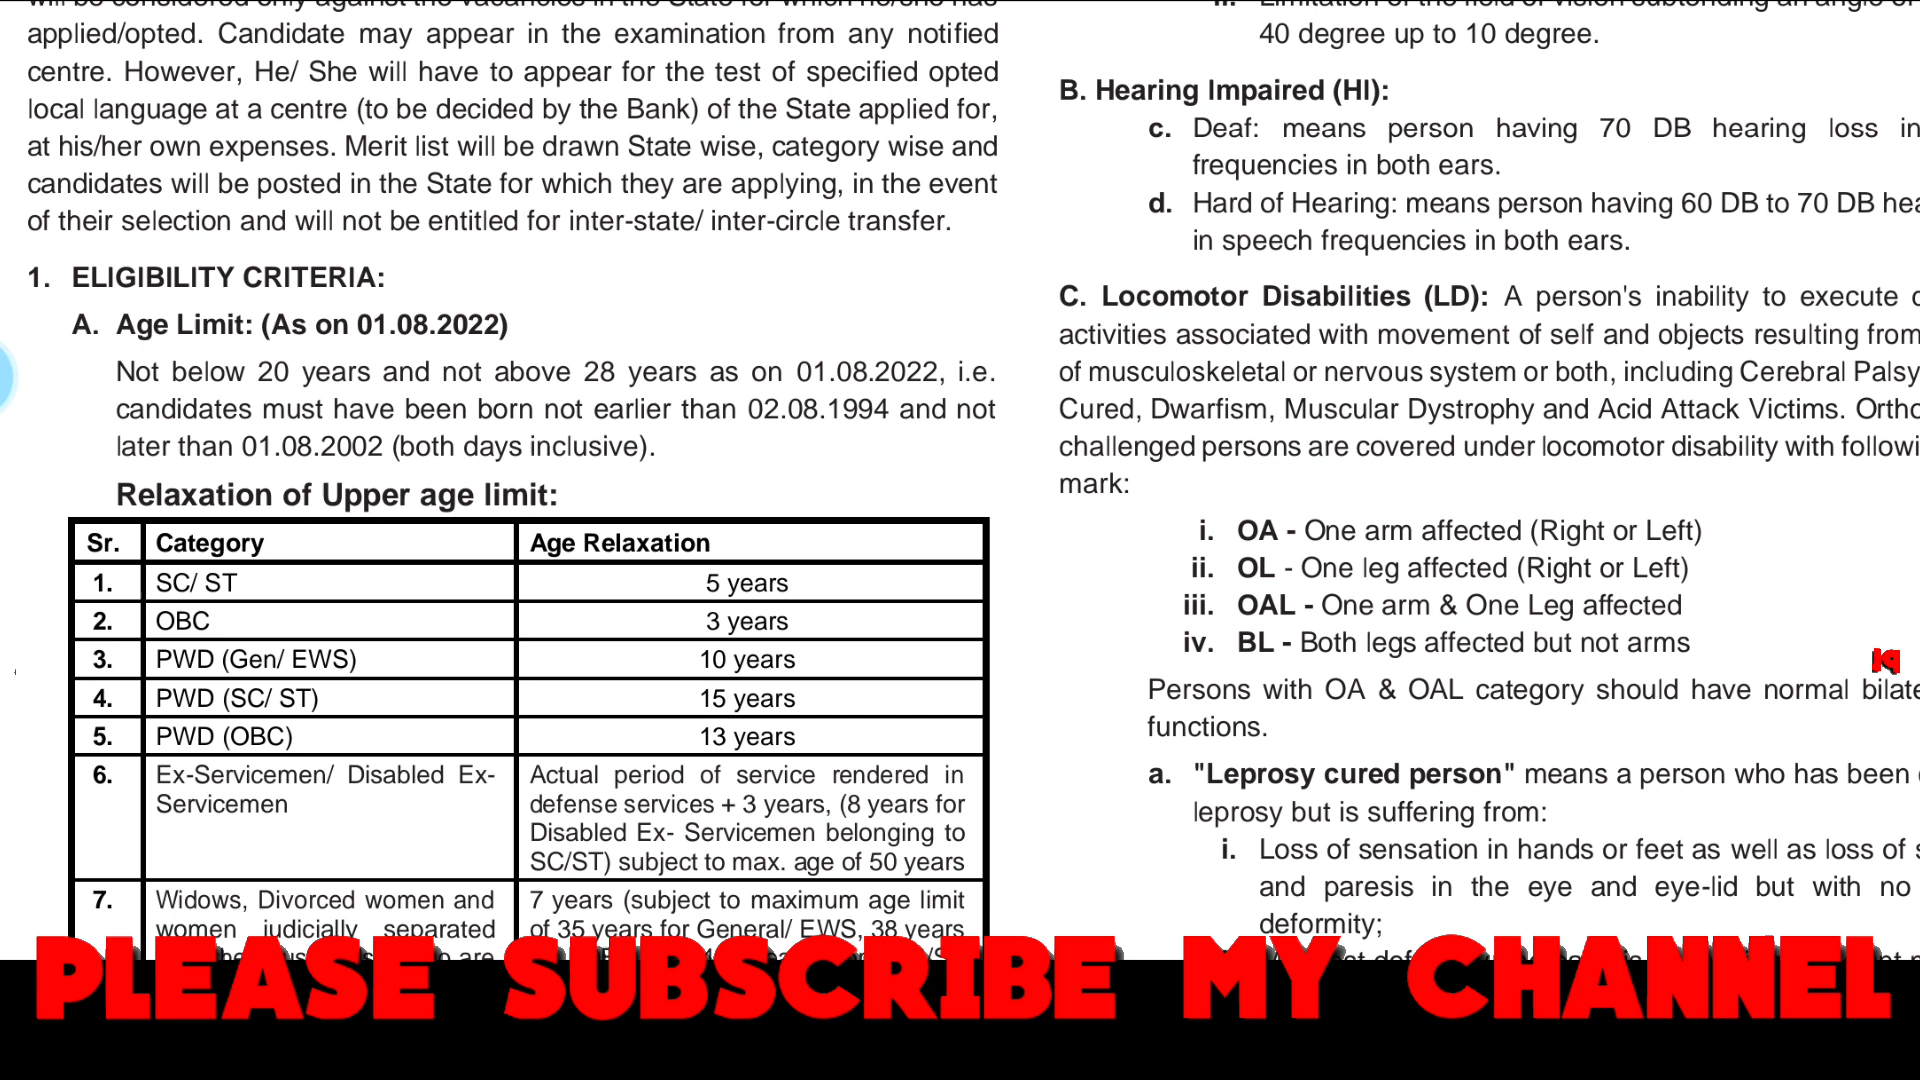 applied/opted. Candidate may appear in the examination from any notified
centre. However, He/ She will have to appear for the test of specified opted
local language at a centre (to be decided by the Bank) of the State applied for,
at his/her own expenses. Merit list will be drawn State wise, category wise and
candidates will be posted in the State for which they are applying, in the event
of their selection and will not be entitled for inter-state/ inter-circle transfer.
1. ELIGIBILITY CRITERIA:
A. Age Limit: (As on 01.08.2022)
Not below 20 years and not above 28 years as on 01.08.2022, i.e.
candidates must have been born not earlier than 02.08.1994 and not
later than 01.08.2002 (both days inclusive).
Relaxation of Upper age limit:
Sr. Category Age Relaxation
1. SC/ ST 5 years
2. OBC 3 years
3. PWD (Gen/ EWS) 10 years
4. PWD (SC/ ST) 15 years
5. PWD (OBC) 13 years
6. Ex-Servicemen/ Disabled Ex- Actual period of service rendered in
Servicemen defense services + 3 years, (8 years for
Disabled Ex- Servicemen belonging to
SC/ST) subject to max. age of 50 years
7. Widows, Divorced women and 7 years (subject to maximum age limit
women judicially separated of 35 years for General/ EWS, 38 years
40 degree up to 10 degree.
B. Hearing Impaired (HI):
c. Deaf: means person having 70 DB hearing loss in
frequencies in both ears.
d. Hard of Hearing: means person having 60 DB to 70 DB hea
in speech frequencies in both ears.
C. Locomotor Disabilities (LD): A person's inability to execute
activities associated with movement of self and objects resulting from
of musculoskeletal or nervous system or both, including Cerebral Palsy
Cured, Dwarfism, Muscular Dystrophy and Acid Attack Victims. Ortho
challenged persons are covered under locomotor disability with followi
mark:
i. OA - One arm affected (Right or Left)
ii. OL - One leg affected (Right or Left)
iii. OAL - One arm & One Leg affected
iv. BL - Both legs affected but not arms
Persons with OA & OAL category should have normal bilate
functions.
a. "Leprosy cured person" means a person who has been
leprosy but is suffering from:
i. Loss of sensation in hands or feet as well as loss of
and paresis in the eye and eye-lid but with no
deformity;
PLEASE SUBSCRIBE MY CHANNEL